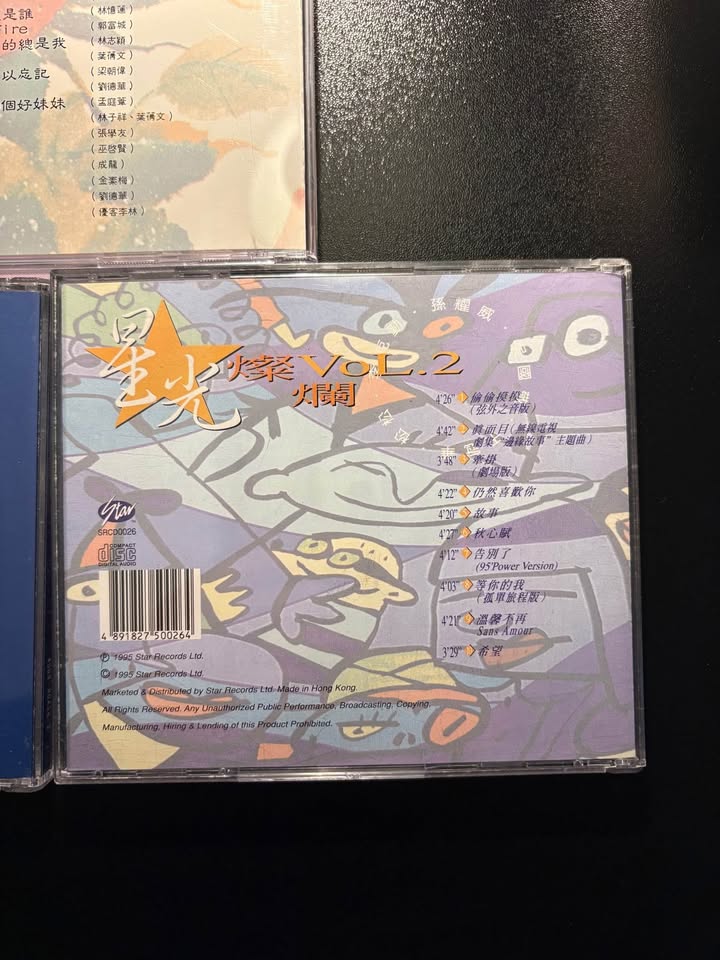 是誰 (林憶蓮)
Fire (郭富城)
的總是我 (林志穎)
(葉蒨文)
以忘記 (梁朝偉)
(劉德華)
個好妹妹 (孟庭葦)
(林子祥、葉蒨文)
(張學友)
(巫啓賢)
(成龍)
(金素梅)
(劉德華)
(優客李林)
孫耀威
星光燦爛 VOL.2
4'26" 偷偷摸摸
(弦外之音版)
4'42" 真面目(無線電視
劇集"邊緣故事"主題曲)
3'48" 牽掛
(劇場版)
4'22" 仍然喜歡你
4'20" 故事
4'27" 秋心賦
4'12" 告別了
(95'Power Version)
4'03" 等你的我
(孤單旅程版)
4'21" 溫馨不再
Sans Amour
3'29" 希望
Star
SRCD0026
COMPACT
disc
DIGITAL AUDIO
4 891827 500264
℗ 1995 Star Records Ltd.
© 1995 Star Records Ltd
Marketed & Distributed by Star Records Ltd. Made in Hong Kong.
All Rights Reserved. Any Unauthorized Public Performance, Broadcasting, Copying,
Manufacturing, Hiring & Lending of this Product Prohibited.